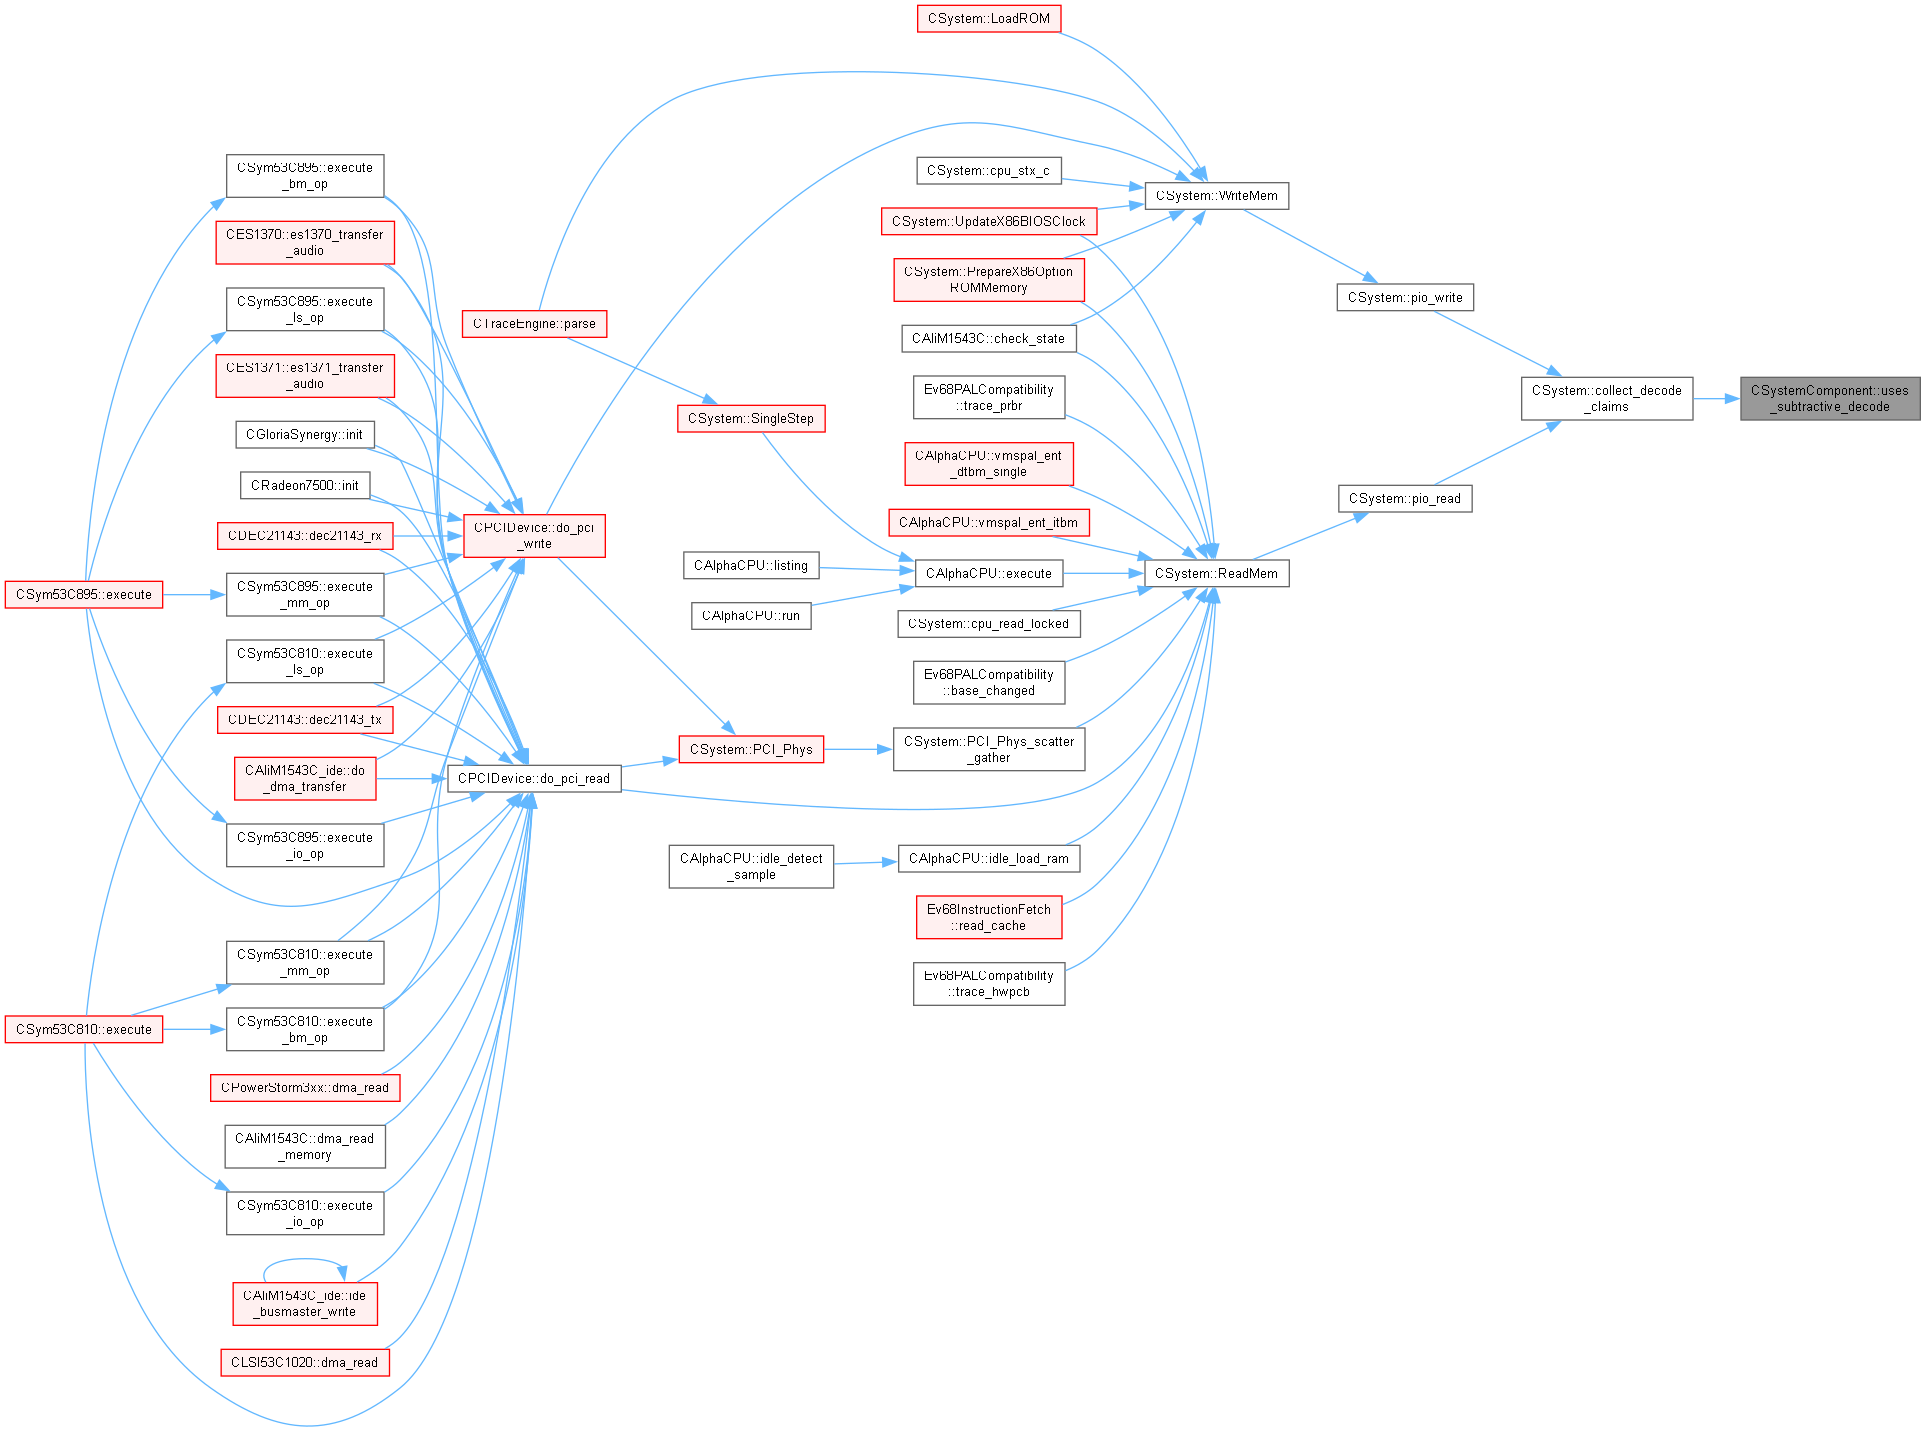 CSystem::LoadROM
CSym53C895::execute
_bm_op
CSystem::cpu_stx_c
CSystem::WriteMem
CES1370::es1370_transfer
_audio
CSystem::UpdateX86BIOSClock
CSystem::PrepareX86Option
ROMMemory
CSym53C895::execute
_ls_op
CSystem::pio_write
CTraceEngine::parse
CAliM1543C::check_state
CES1371::es1371_transfer
_audio
Ev68PALCompatibility
::trace_prbr
CSystem::collect_decode
_claims
CSystemComponent::uses
_subtractive_decode
CSystem::SingleStep
CGloriaSynergy::init
CAlphaCPU::vmspal_ent
_dtbm_single
CRadeon7500::init
CSystem::pio_read
CAlphaCPU::vmspal_ent_itbm
CDEC21143::dec21143_rx
CPCIDevice::do_pci
_write
CAlphaCPU::listing
CAlphaCPU::execute
CSystem::ReadMem
CSym53C895::execute
CSym53C895::execute
_mm_op
CAlphaCPU::run
CSystem::cpu_read_locked
CSym53C810::execute
_ls_op
Ev68PALCompatibility
::base_changed
CDEC21143::dec21143_tx
CSystem::PCI_Phys
CSystem::PCI_Phys_scatter
_gather
CAliM1543C_ide::do
_dma_transfer
CPCIDevice::do_pci_read
CSym53C895::execute
_io_op
CAlphaCPU::idle_detect
_sample
CAlphaCPU::idle_load_ram
Ev68InstructionFetch
::read_cache
CSym53C810::execute
_mm_op
Ev68PALCompatibility
::trace_hwpcb
CSym53C810::execute
CSym53C810::execute
_bm_op
CPowerStorm3xx::dma_read
CAliM1543C::dma_read
_memory
CSym53C810::execute
_io_op
CAliM1543C_ide::ide
_busmaster_write
CLSI53C1020::dma_read